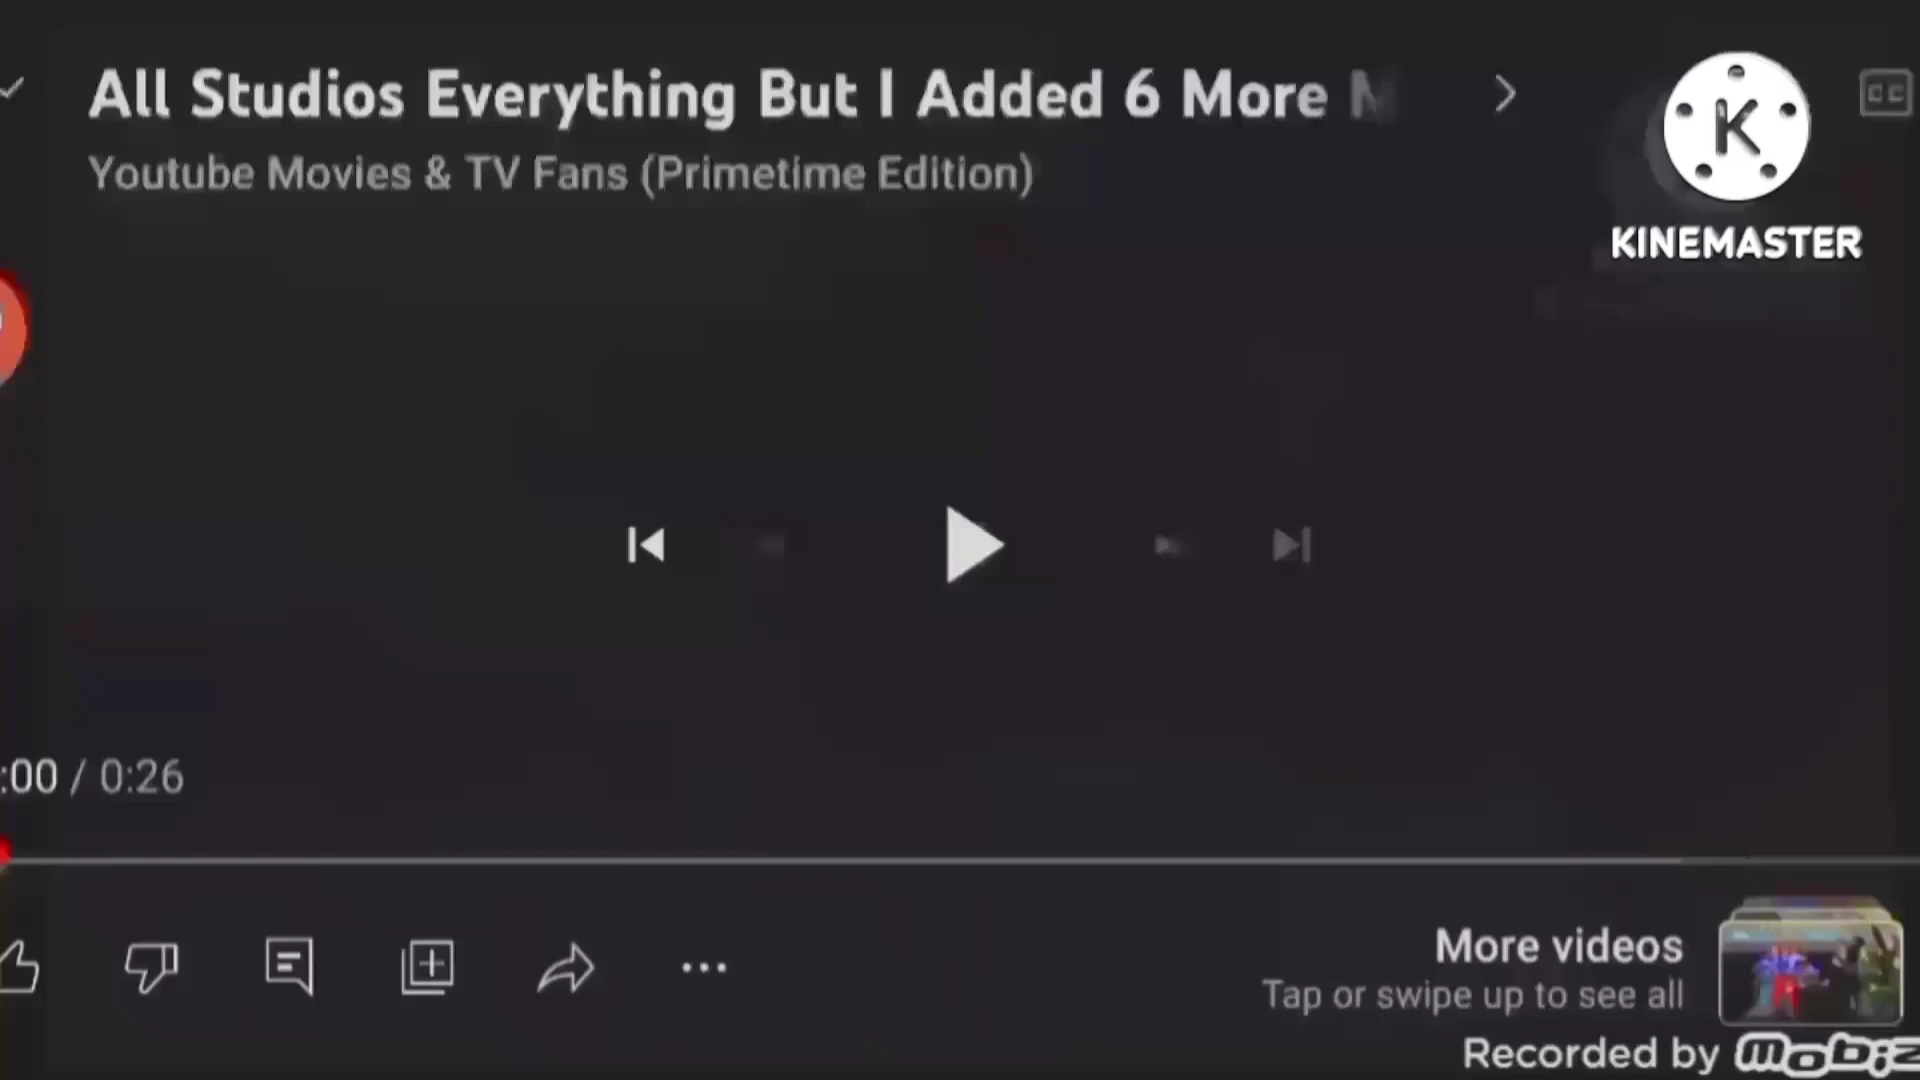 All Studios Everything But I Added 6 More
Youtube Movies & TV Fans (Primetime Edition)
K
KINEMASTER
CC
:00 / 0:26
More videos
Tap or swipe up to see all
Recorded by